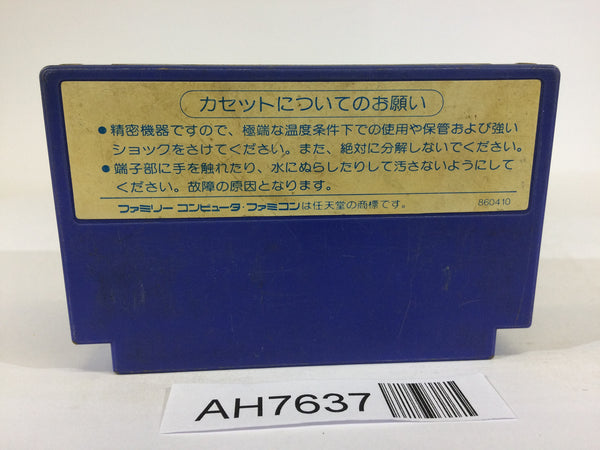 カセットについてのお願い
●精密機器ですので、極端な温度条件下での使用や保管および強い
ショックをさけてください。また、絶対に分解しないでください。
●端子部に手を触れたり、水にぬらしたりして汚さないようにして
ください。故障の原因となります。
ファミリーコンピュータ・ファミコンは任天堂の商標です。 860410
AH7637